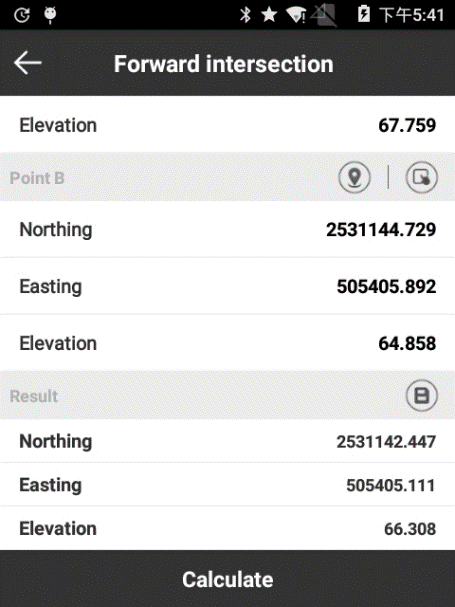 下午5:41
Forward intersection
Elevation 67.759
Point B
Northing 2531144.729
Easting 505405.892
Elevation 64.858
Result
Northing 2531142.447
Easting 505405.111
Elevation 66.308
Calculate